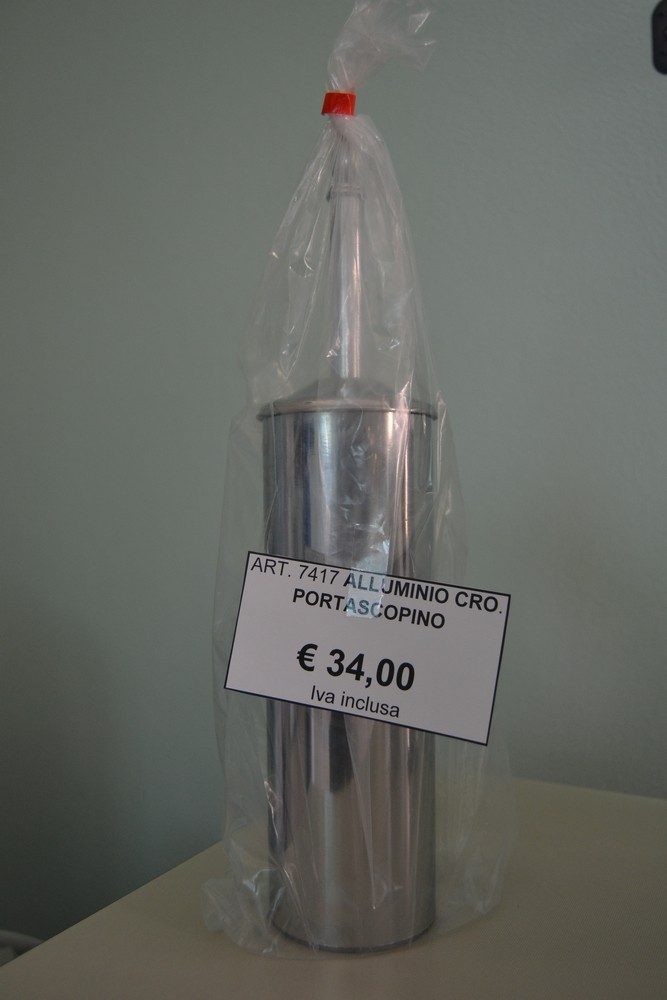 ART. 7417 ALLUMINIO CRO.
PORTASCOPINO
€ 34,00
Iva inclusa